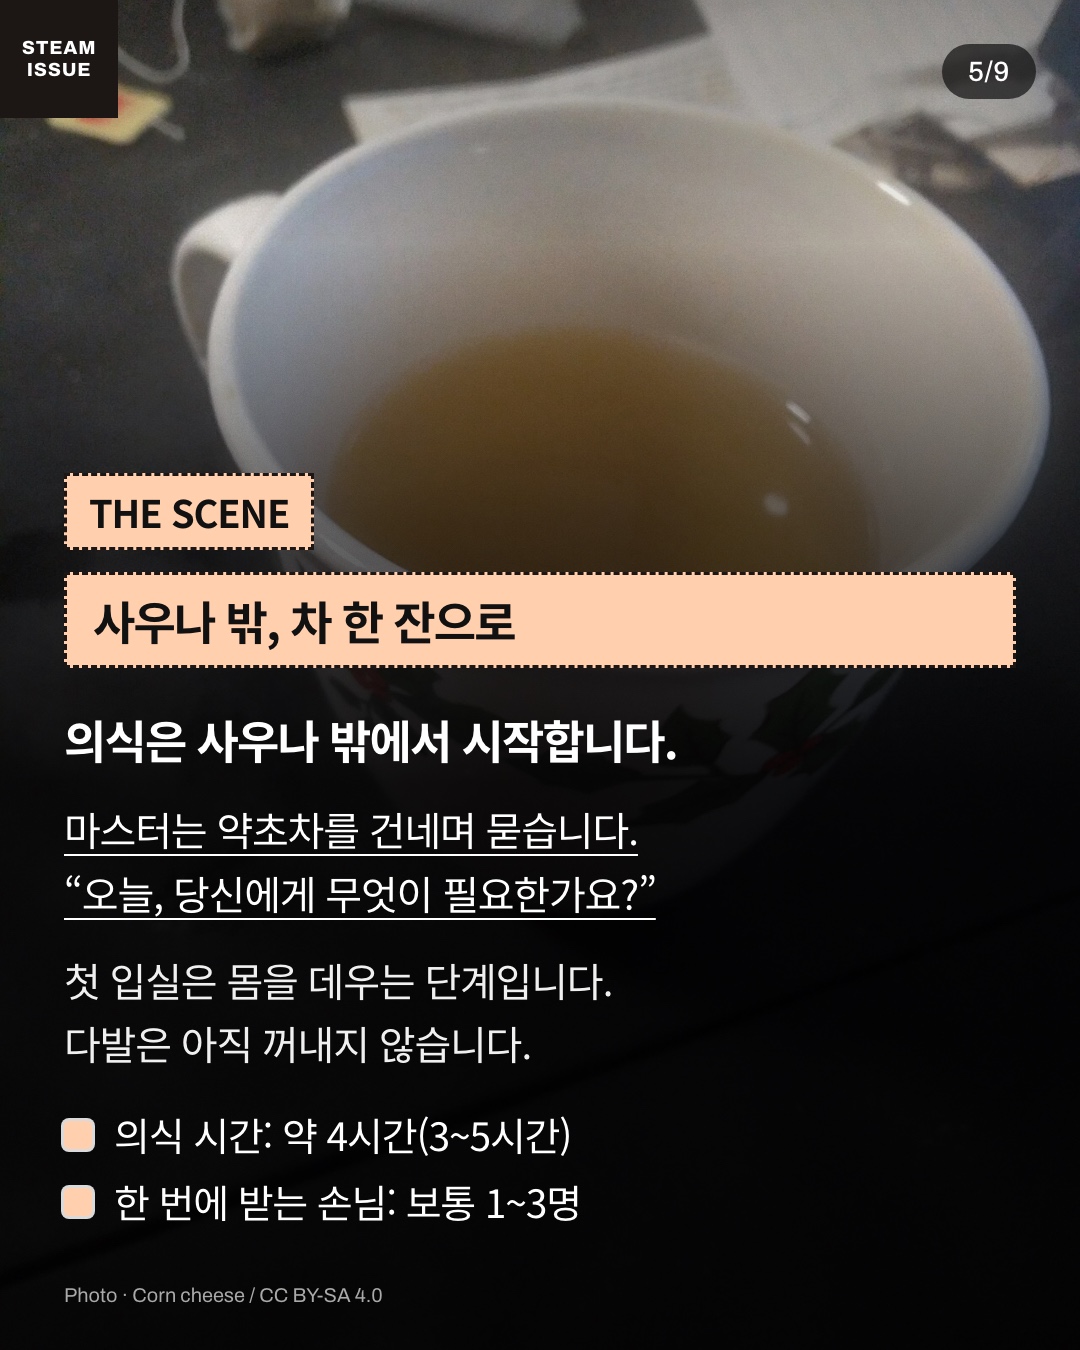 STEAM
ISSUE
5/9
THE SCENE
사우나 밖, 차 한 잔으로
의식은 사우나 밖에서 시작합니다.
마스터는 약초차를 건네며 묻습니다.
“오늘, 당신에게 무엇이 필요한가요?”
첫 입실은 몸을 데우는 단계입니다.
다발은 아직 꺼내지 않습니다.
의식 시간: 약 4시간(3~5시간)
한 번에 받는 손님: 보통 1~3명
Photo · Corn cheese / CC BY-SA 4.0